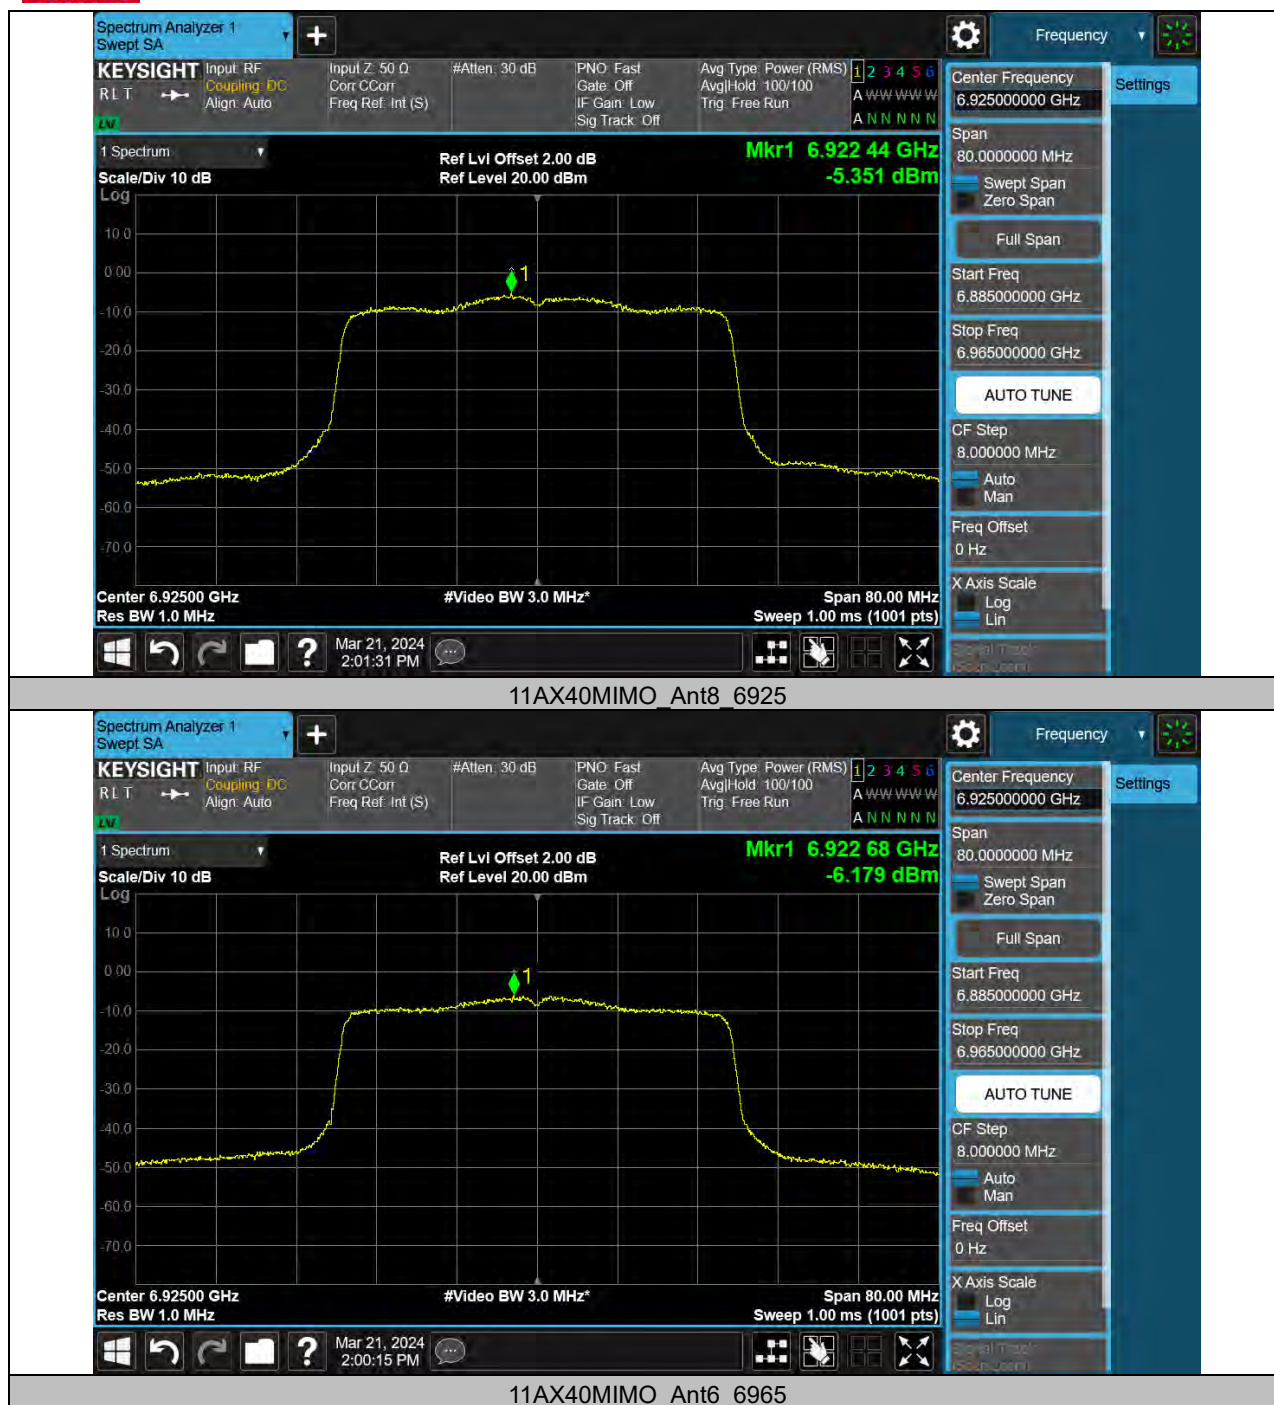 Spectrum Analyzer 1
Swept SA
Frequency
KEYSIGHT
RLT
LNF
Input: RF
Coupling: DC
Align: Auto
Input Z: 50 Ω
Corr CCorr
Freq Ref: Int (S)
#Atten: 30 dB
PNO: Fast
Gate: Off
IF Gain: Low
Sig Track: Off
Avg Type: Power (RMS)
Avg|Hold: 100/100
Trig: Free Run
1 2 3 4 5 6
A W W W W W
A N N N N N
Center Frequency
6.925000000 GHz
Settings
1 Spectrum
Scale/Div 10 dB
Ref Lvl Offset 2.00 dB
Ref Level 20.00 dBm
Mkr1 6.922 44 GHz
-5.351 dBm
Span
80.0000000 MHz
Swept Span
Zero Span
Full Span
Start Freq
6.885000000 GHz
Stop Freq
6.965000000 GHz
AUTO TUNE
CF Step
8.000000 MHz
Auto
Man
Freq Offset
0 Hz
X Axis Scale
Log
Lin
Log
10.0
0.00
-10.0
-20.0
-30.0
-40.0
-50.0
-60.0
-70.0
1
Center 6.92500 GHz
Res BW 1.0 MHz
#Video BW 3.0 MHz*
Span 80.00 MHz
Sweep 1.00 ms (1001 pts)
Mar 21, 2024
2:01:31 PM
11AX40MIMO_Ant8_6925
Spectrum Analyzer 1
Swept SA
Frequency
KEYSIGHT
RLT
LNF
Input: RF
Coupling: DC
Align: Auto
Input Z: 50 Ω
Corr CCorr
Freq Ref: Int (S)
#Atten: 30 dB
PNO: Fast
Gate: Off
IF Gain: Low
Sig Track: Off
Avg Type: Power (RMS)
Avg|Hold: 100/100
Trig: Free Run
1 2 3 4 5 6
A W W W W W
A N N N N N
Center Frequency
6.925000000 GHz
Settings
1 Spectrum
Scale/Div 10 dB
Ref Lvl Offset 2.00 dB
Ref Level 20.00 dBm
Mkr1 6.922 68 GHz
-6.179 dBm
Span
80.0000000 MHz
Swept Span
Zero Span
Full Span
Start Freq
6.885000000 GHz
Stop Freq
6.965000000 GHz
AUTO TUNE
CF Step
8.000000 MHz
Auto
Man
Freq Offset
0 Hz
X Axis Scale
Log
Lin
Log
10.0
0.00
-10.0
-20.0
-30.0
-40.0
-50.0
-60.0
-70.0
1
Center 6.92500 GHz
Res BW 1.0 MHz
#Video BW 3.0 MHz*
Span 80.00 MHz
Sweep 1.00 ms (1001 pts)
Mar 21, 2024
2:00:15 PM
11AX40MIMO_Ant6_6965